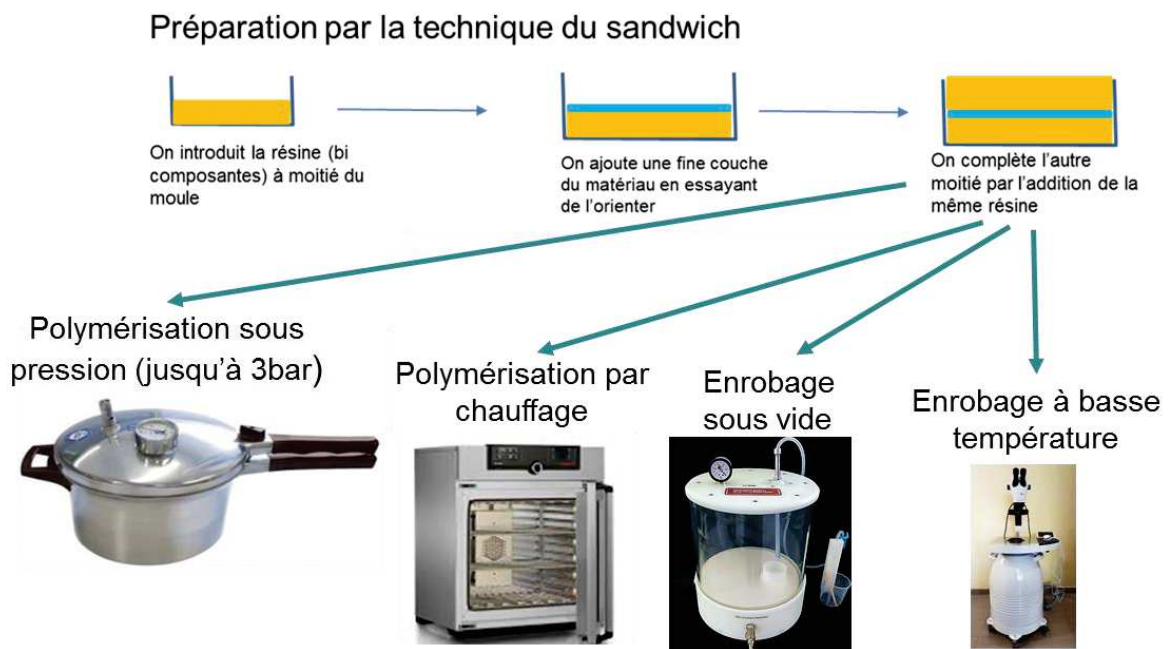 Préparation par la technique du sandwich
On introduit la résine (bi
composantes) à moitié du
moule
On ajoute une fine couche
du matériau en essayant
de l'orienter
On complète l'autre
moitié par l'addition de la
même résine
Polymérisation sous
pression (jusqu'à 3bar)
Polymérisation par
chauffage
Enrobage
sous vide
Enrobage à basse
température